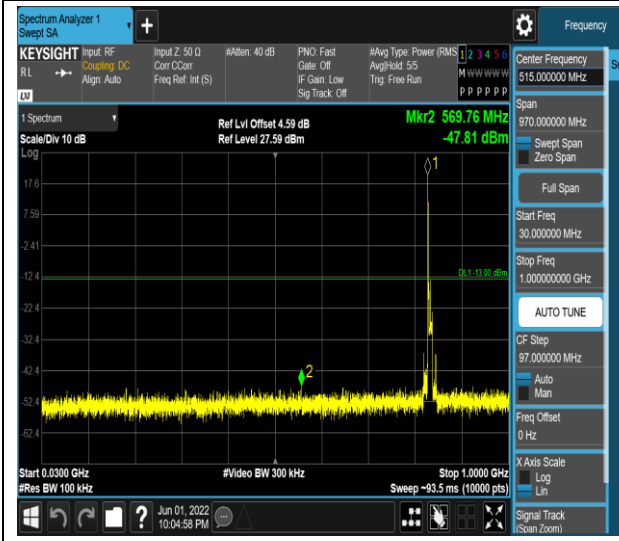 Spectrum Analyzer 1
Swept SA
+
Frequency
KEYSIGHT
RL
LXI
Input: RF
Coupling: DC
Align: Auto
Input Z: 50 Ω
Corr CCorr
Freq Ref: Int (S)
#Atten: 40 dB
PNO: Fast
Gate: Off
IF Gain: Low
Sig Track: Off
#Avg Type: Power (RMS
Avg|Hold: 5/5
Trig: Free Run
1 2 3 4 5 6
M W W W W W
P P P P P P
1 Spectrum
Scale/Div 10 dB
Log
Ref Lvl Offset 4.59 dB
Ref Level 27.59 dBm
Mkr2 569.76 MHz
-47.81 dBm
1
17.6
7.59
-2.41
-12.4
DL1 -13.00 dBm
-22.4
-32.4
-42.4
2
-52.4
-62.4
Start 0.0300 GHz
#Res BW 100 kHz
#Video BW 300 kHz
Stop 1.0000 GHz
Sweep ~93.5 ms (10000 pts)
Center Frequency
515.000000 MHz
Span
970.000000 MHz
Swept Span
Zero Span
Full Span
Start Freq
30.000000 MHz
Stop Freq
1.000000000 GHz
AUTO TUNE
CF Step
97.000000 MHz
Auto
Man
Freq Offset
0 Hz
X Axis Scale
Log
Lin
Signal Track
(Span Zoom)
?
Jun 01, 2022
10:04:58 PM